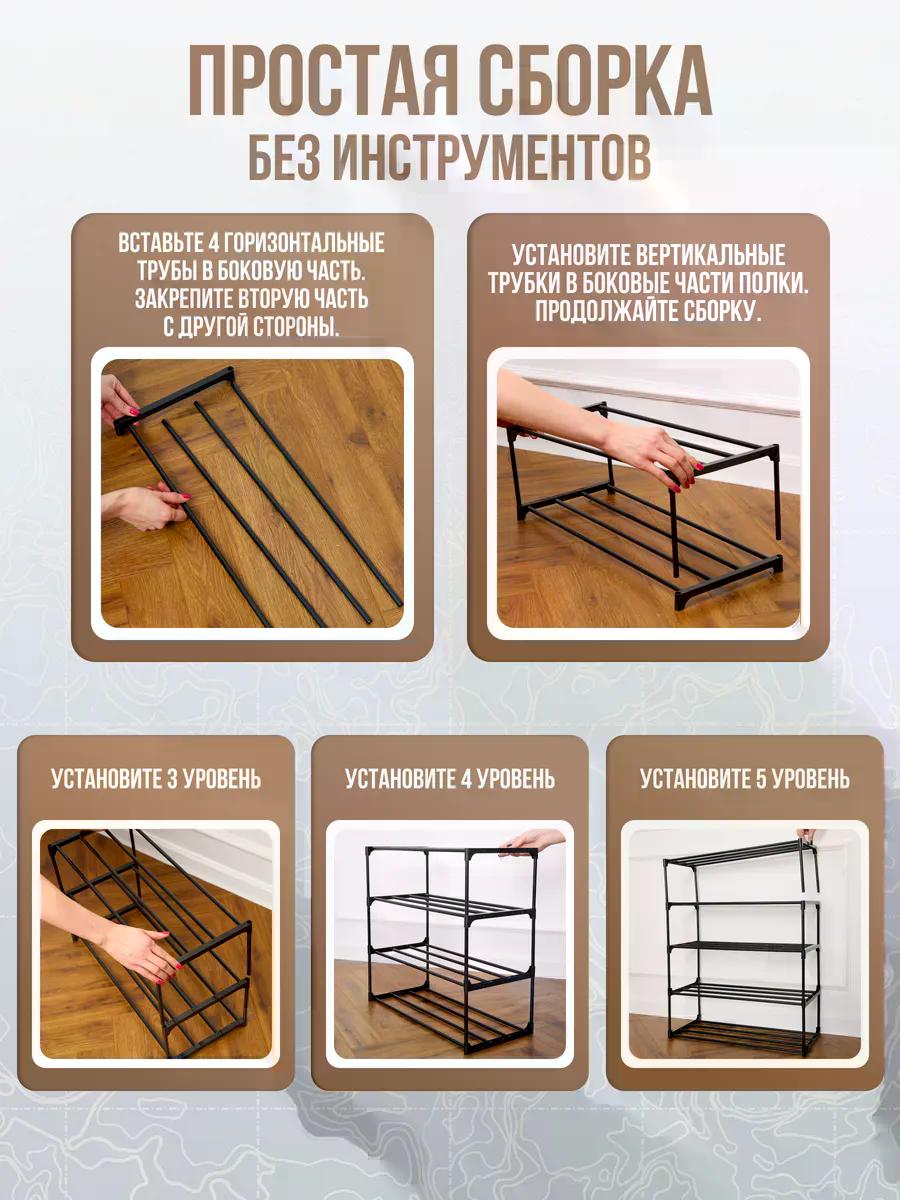 ПРОСТАЯ СБОРКА
БЕЗ ИНСТРУМЕНТОВ
ВСТАВЬТЕ 4 ГОРИЗОНТАЛЬНЫЕ
ТРУБЫ В БОКОВУЮ ЧАСТЬ.
ЗАКРЕПИТЕ ВТОРУЮ ЧАСТЬ
С ДРУГОЙ СТОРОНЫ.
УСТАНОВИТЕ ВЕРТИКАЛЬНЫЕ
ТРУБКИ В БОКОВЫЕ ЧАСТИ ПОЛКИ.
ПРОДОЛЖАЙТЕ СБОРКУ.
УСТАНОВИТЕ 3 УРОВЕНЬ
УСТАНОВИТЕ 4 УРОВЕНЬ
УСТАНОВИТЕ 5 УРОВЕНЬ